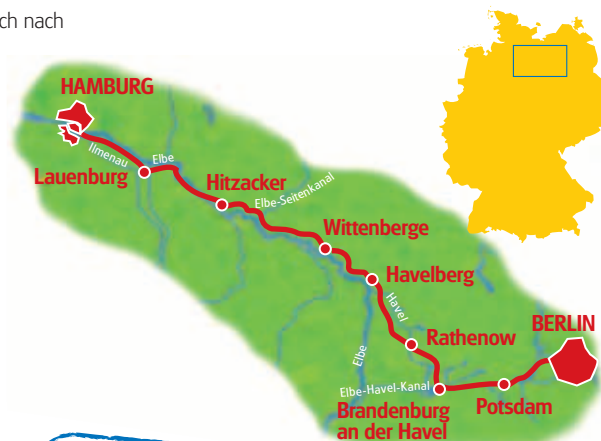 ch nach
HAMBURG
Ilmenau
Elbe
Lauenburg
Hitzacker
Elbe-Seitenkanal
Wittenberge
Havelberg
Havel
Elbe
Rathenow
BERLIN
Elbe-Havel-Kanal
Brandenburg
an der Havel
Potsdam